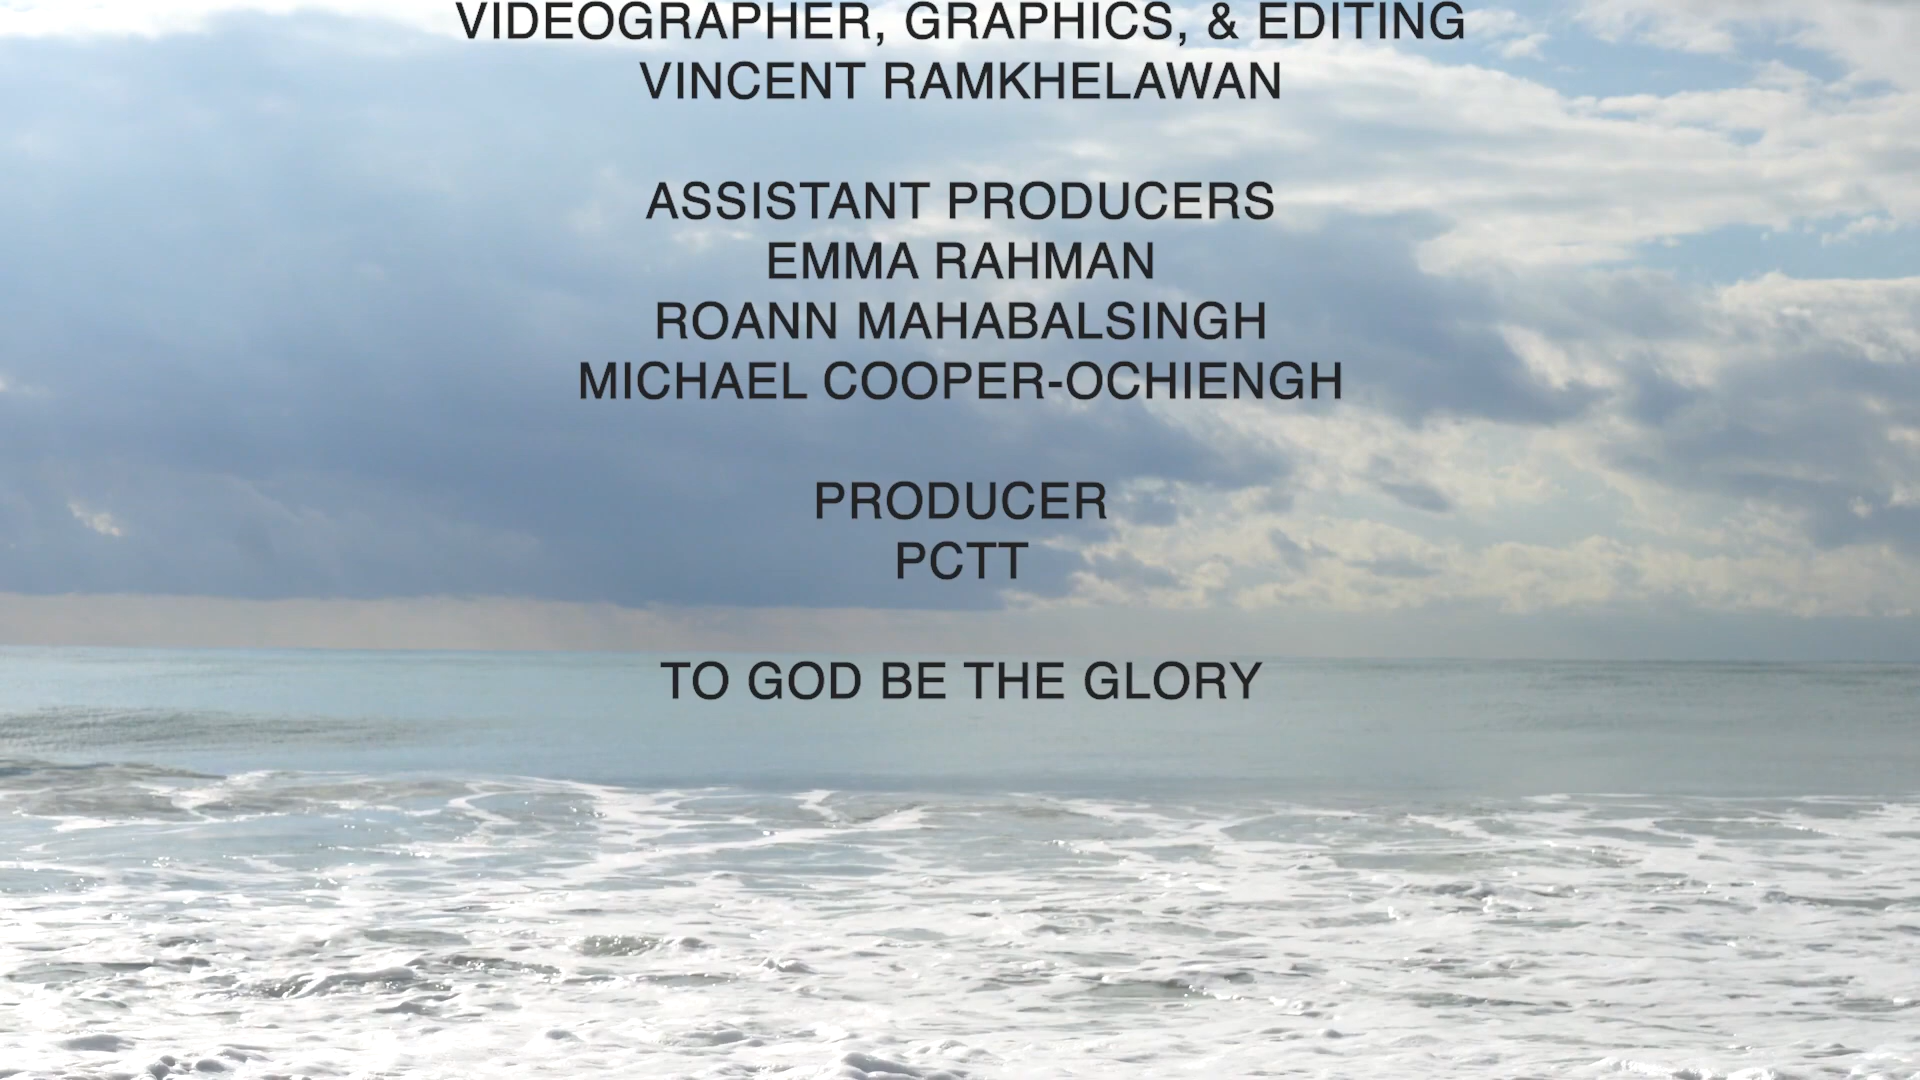 VIDEOGRAPHER, GRAPHICS, & EDITING
VINCENT RAMKHELAWAN
ASSISTANT PRODUCERS
EMMA RAHMAN
ROANN MAHABALSINGH
MICHAEL COOPER-OCHIENGH
PRODUCER
PCTT
TO GOD BE THE GLORY